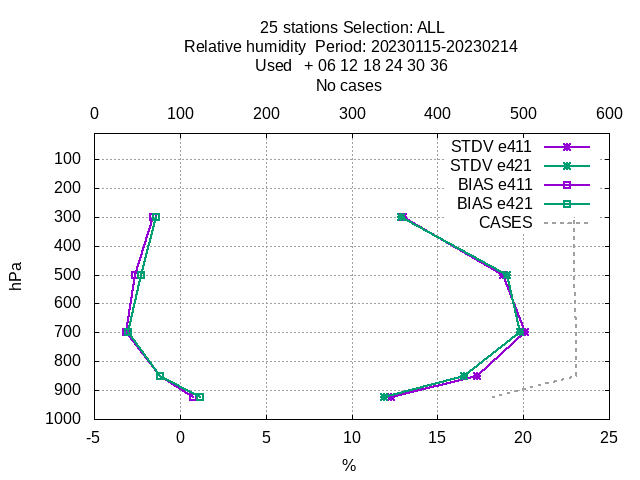 25 stations Selection: ALL
Relative humidity  Period: 20230115-20230214
Used   + 06 12 18 24 30 36
No cases
0 100 200 300 400 500 600
STDV e411
STDV e421
BIAS e411
BIAS e421
CASES
hPa
100
200
300
400
500
600
700
800
900
1000
-5 0 5 10 15 20 25
%